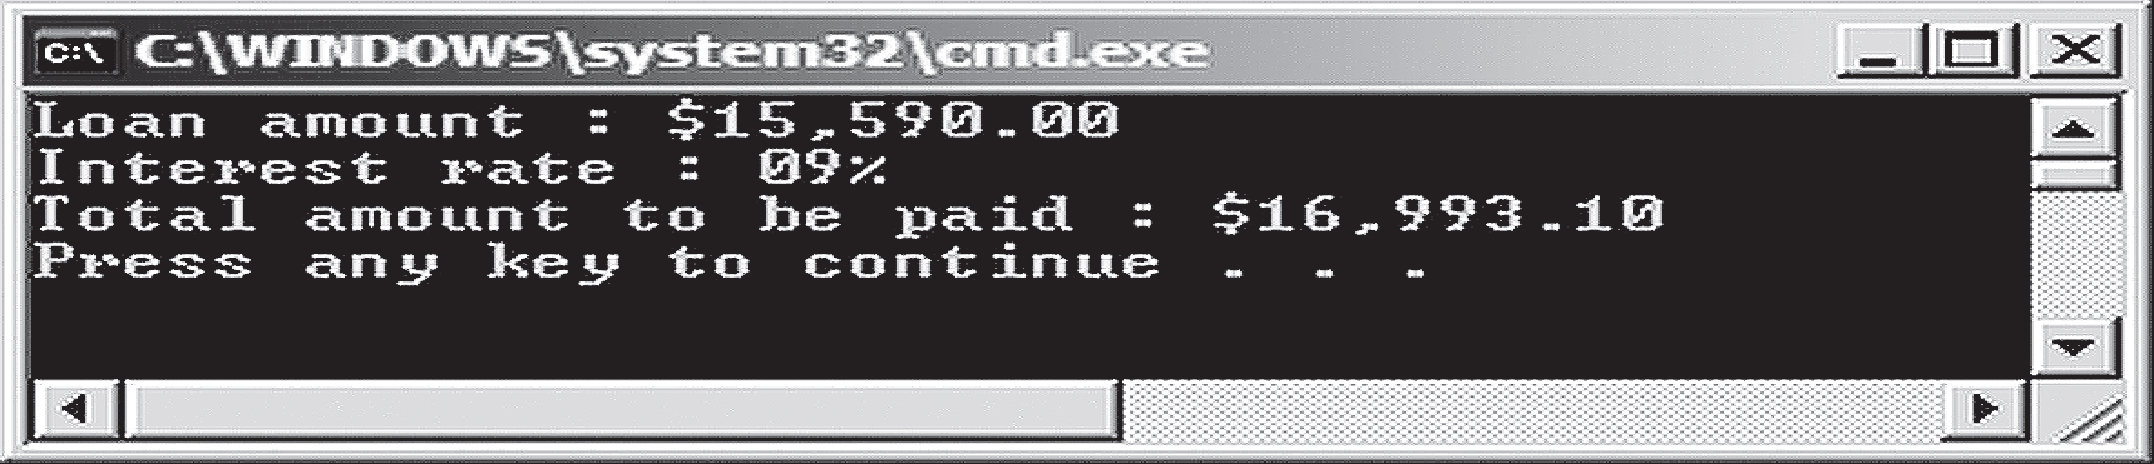 C:\ C:\WINDOWS\system32\cmd.exe
Loan amount : $15,590.00
Interest rate : 09%
Total amount to be paid : $16,993.10
Press any key to continue . . .